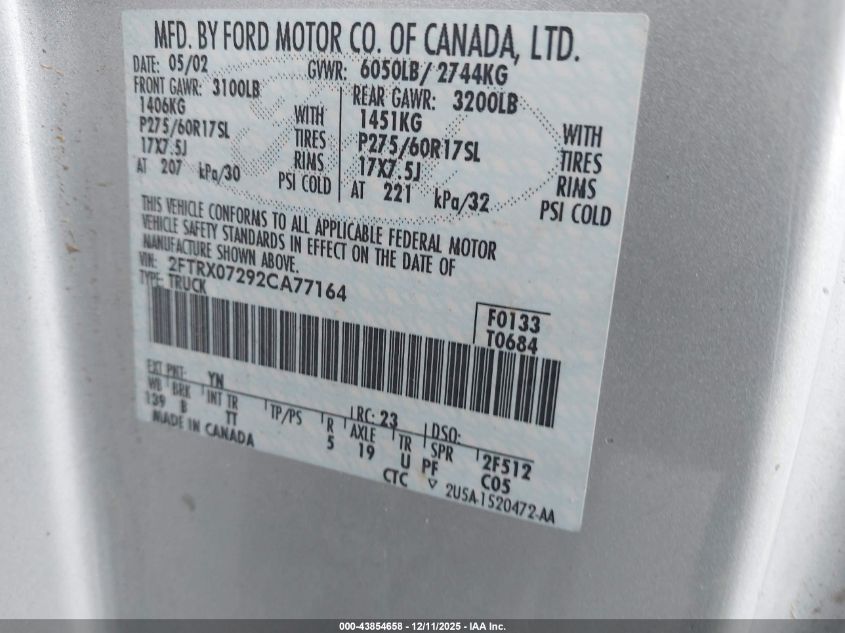 MFD. BY FORD MOTOR CO. OF CANADA, LTD.
DATE: 05/02 GVWR: 6050LB/ 2744KG
FRONT GAWR: 3100LB REAR GAWR: 3200LB
1406KG WITH 1451KG WITH
P275/60R17SL TIRES P275/60R17SL TIRES
17X7.5J RIMS 17X7.5J RIMS
AT 207 kPa/30 PSI COLD AT 221 kPa/32 PSI COLD
THIS VEHICLE CONFORMS TO ALL APPLICABLE FEDERAL MOTOR
VEHICLE SAFETY STANDARDS IN EFFECT ON THE DATE OF
MANUFACTURE SHOWN ABOVE.
VIN: 2FTRX07292CA77164
TYPE: TRUCK
F0133
T0684
EXT PNT: YN RC: 23 DSO:
WB BRK INT TR TP/PS R AXLE TR SPR 2F512
139 B TT 5 19 U PF C05
MADE IN CANADA CTC ▽ 2U5A-1520472-AA
000-43854658 - 12/11/2025 - IAA Inc.